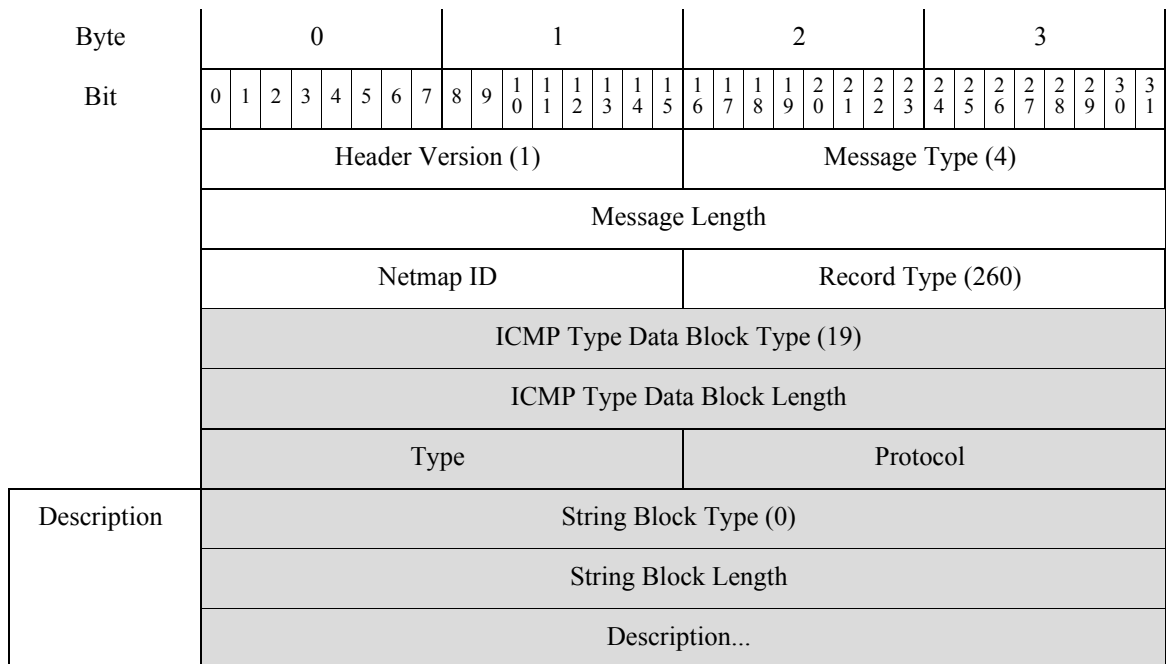 Byte 0 1 2 3
Bit 0 1 2 3 4 5 6 7 8 9 10 11 12 13 14 15 16 17 18 19 20 21 22 23 24 25 26 27 28 29 30 31
Header Version (1) Message Type (4)
Message Length
Netmap ID Record Type (260)
ICMP Type Data Block Type (19)
ICMP Type Data Block Length
Type Protocol
Description String Block Type (0)
String Block Length
Description...